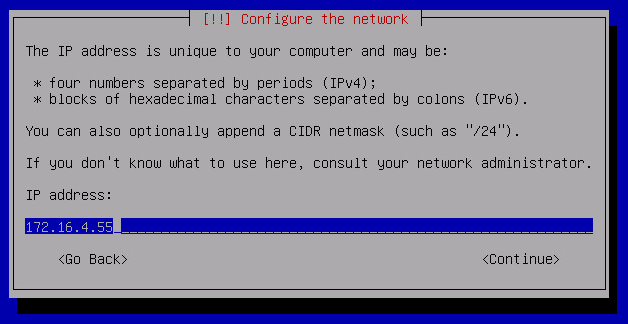 [!!] Configure the network
The IP address is unique to your computer and may be:
* four numbers separated by periods (IPv4);
* blocks of hexadecimal characters separated by colons (IPv6).
You can also optionally append a CIDR netmask (such as "/24").
If you don't know what to use here, consult your network administrator.
IP address:
172.16.4.55
<Go Back> <Continue>